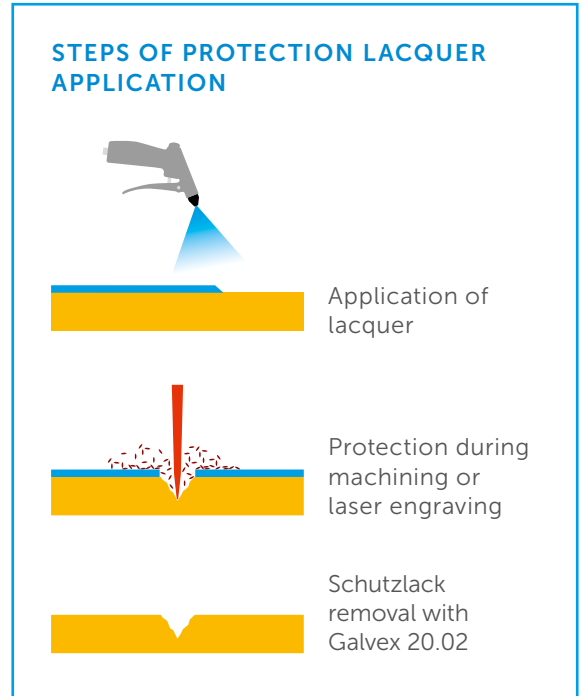 STEPS OF PROTECTION LACQUER
APPLICATION
Application of
lacquer
Protection during
machining or
laser engraving
Schutzlack
removal with
Galvex 20.02